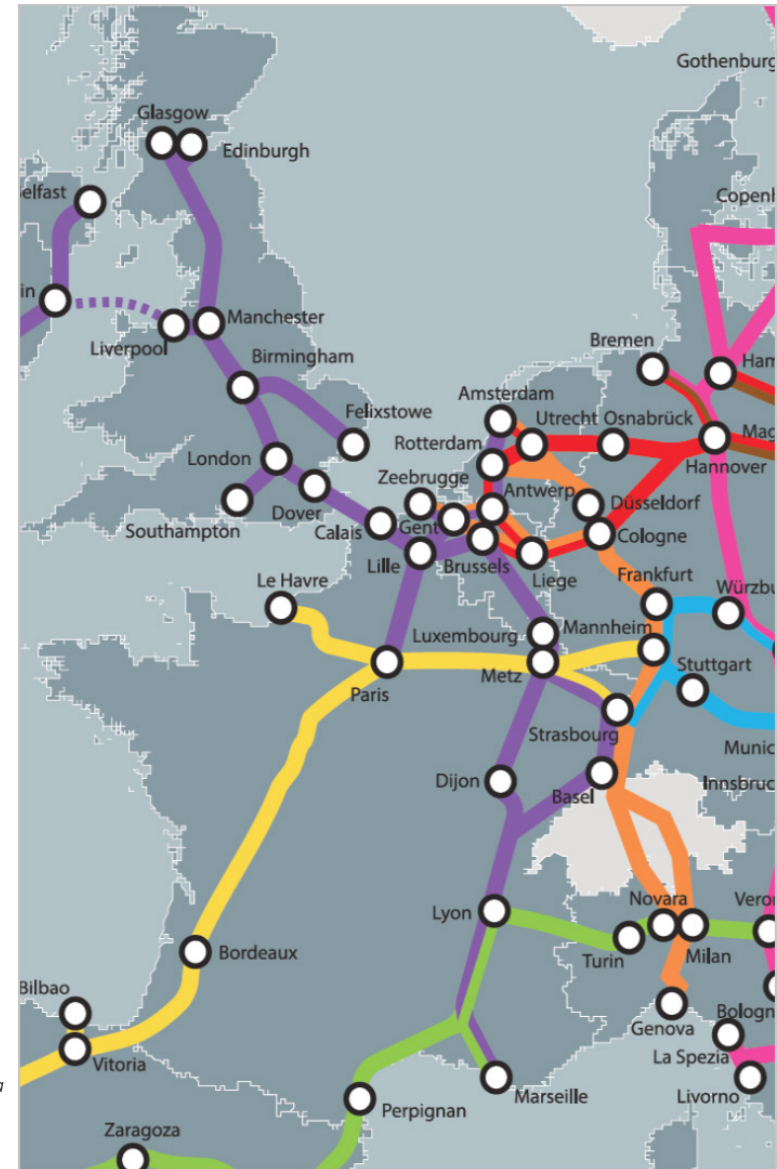 Gothenburg
Glasgow
Edinburgh
elfast
Copenh
in
Manchester
Liverpool
Bremen
Ham
Birmingham
Amsterdam
Felixstowe
Utrecht Osnabrück
Mag
Rotterdam
London
Hannover
Zeebrugge
Antwerp
Düsseldorf
Dover
Southampton
Calais
Gent
Cologne
Lille
Brussels
Liege
Frankfurt
Le Havre
Würzbu
Luxembourg
Mannheim
Stuttgart
Metz
Paris
Strasbourg
Munic
Dijon
Basel
Innsbruc
Novara
Veron
Lyon
Bordeaux
Turin
Milan
Bilbao
Bologn
Genova
La Spezia
Vitoria
a
Marseille
Livorno
Perpignan
Zaragoza